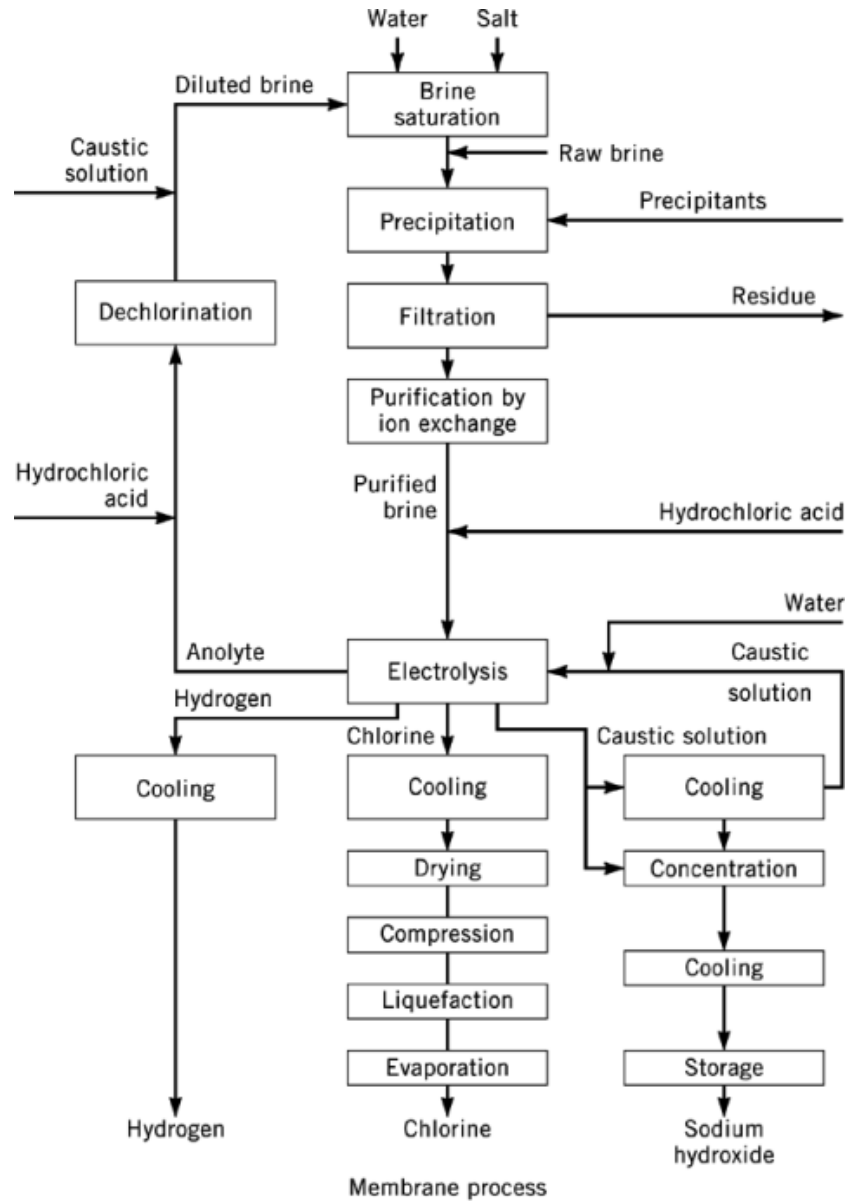 Water
Salt
Diluted brine
Brine
saturation
Caustic
solution
Raw brine
Precipitants
Precipitation
Dechlorination
Filtration
Residue
Purification by
ion exchange
Hydrochloric
acid
Purified
brine
Hydrochloric acid
Water
Anolyte
Electrolysis
Caustic
solution
Hydrogen
Chlorine
Caustic solution
Cooling
Cooling
Cooling
Drying
Concentration
Compression
Cooling
Liquefaction
Evaporation
Storage
Hydrogen
Chlorine
Sodium
hydroxide
Membrane process